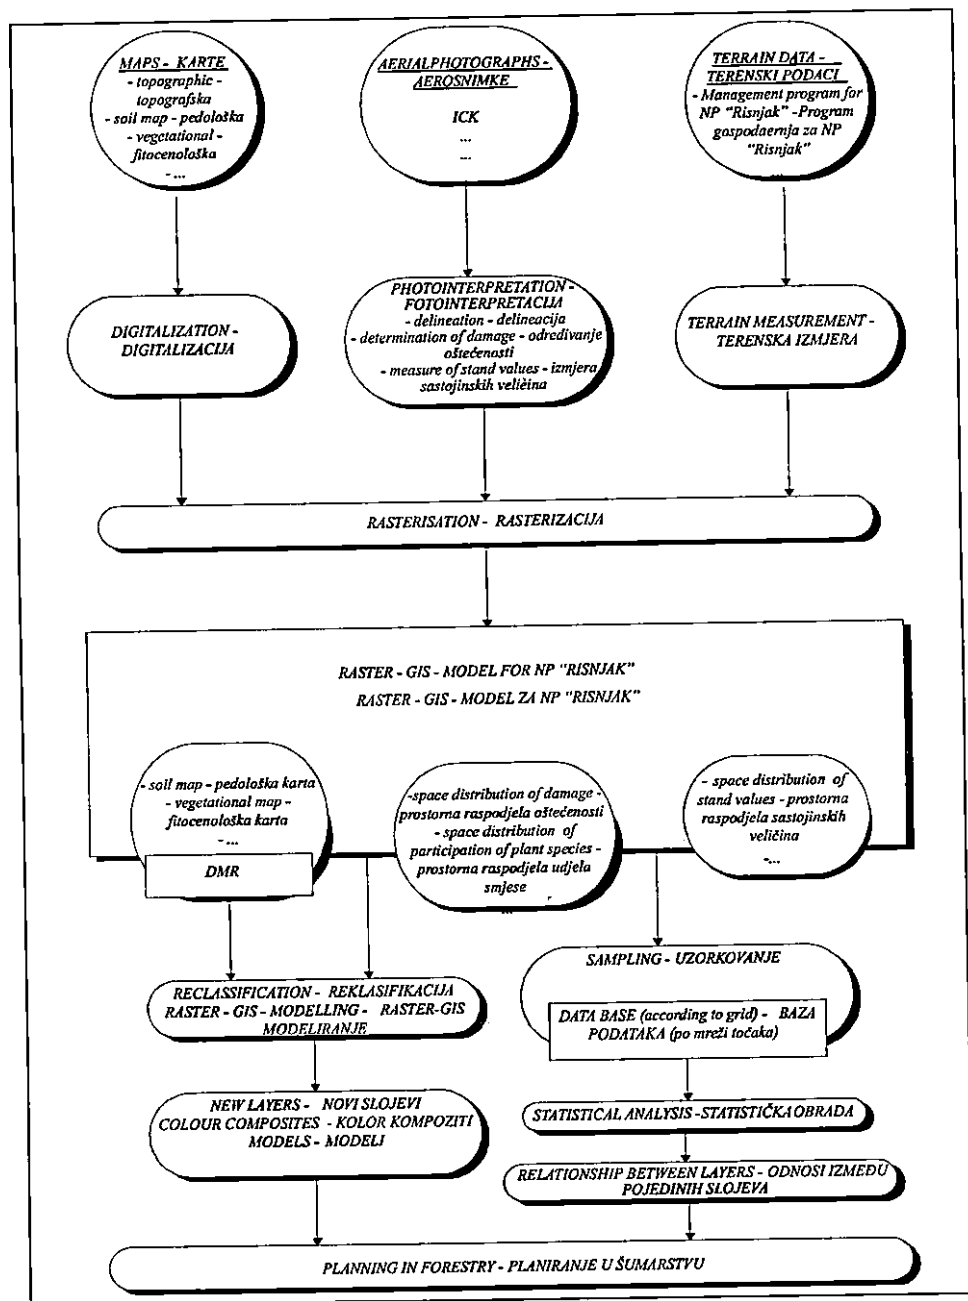 MAPS - KARTE
- topographic -
topografska
- soil map - pedološka
- vegetational -
fitocenološka
- ...
AERIALPHOTOGRAPHS -
AEROSNIMKE
ICK
...
...
TERRAIN DATA -
TERENSKI PODACI
- Management program for
NP "Risnjak" -Program
gospodaernja za NP
"Risnjak"
...
DIGITALIZATION -
DIGITALIZACIJA
PHOTOINTERPRETATION -
FOTOINTERPRETACIJA
- delineation - delineacija
- determination of damage - određivanje
oštećenosti
- measure of stand values - izmjera
sastojinskih veličina
TERRAIN MEASUREMENT -
TERENSKA IZMJERA
RASTERISATION - RASTERIZACIJA
RASTER - GIS - MODEL FOR NP "RISNJAK"
RASTER - GIS - MODEL ZA NP "RISNJAK"
- soil map - pedološka karta
- vegetational map -
fitocenološka karta
- ...
DMR
-space distribution of damage -
prostorna raspodjela oštećenosti
- space distribution of
participation of plant species -
prostorna raspodjela udjela
smjese
...
- space distribution of
stand values - prostorna
raspodjela sastojinskih
veličina
-...
RECLASSIFICATION - REKLASIFIKACIJA
RASTER - GIS - MODELLING - RASTER-GIS
MODELIRANJE
SAMPLING - UZORKOVANJE
DATA BASE (according to grid) - BAZA
PODATAKA (po mreži točaka)
NEW LAYERS - NOVI SLOJEVI
COLOUR COMPOSITES - KOLOR KOMPOZITI
MODELS - MODELI
STATISTICAL ANALYSIS -STATISTIČKA OBRADA
RELATIONSHIP BETWEEN LAYERS - ODNOSI IZMEĐU
POJEDINIH SLOJEVA
PLANNING IN FORESTRY - PLANIRANJE U ŠUMARSTVU